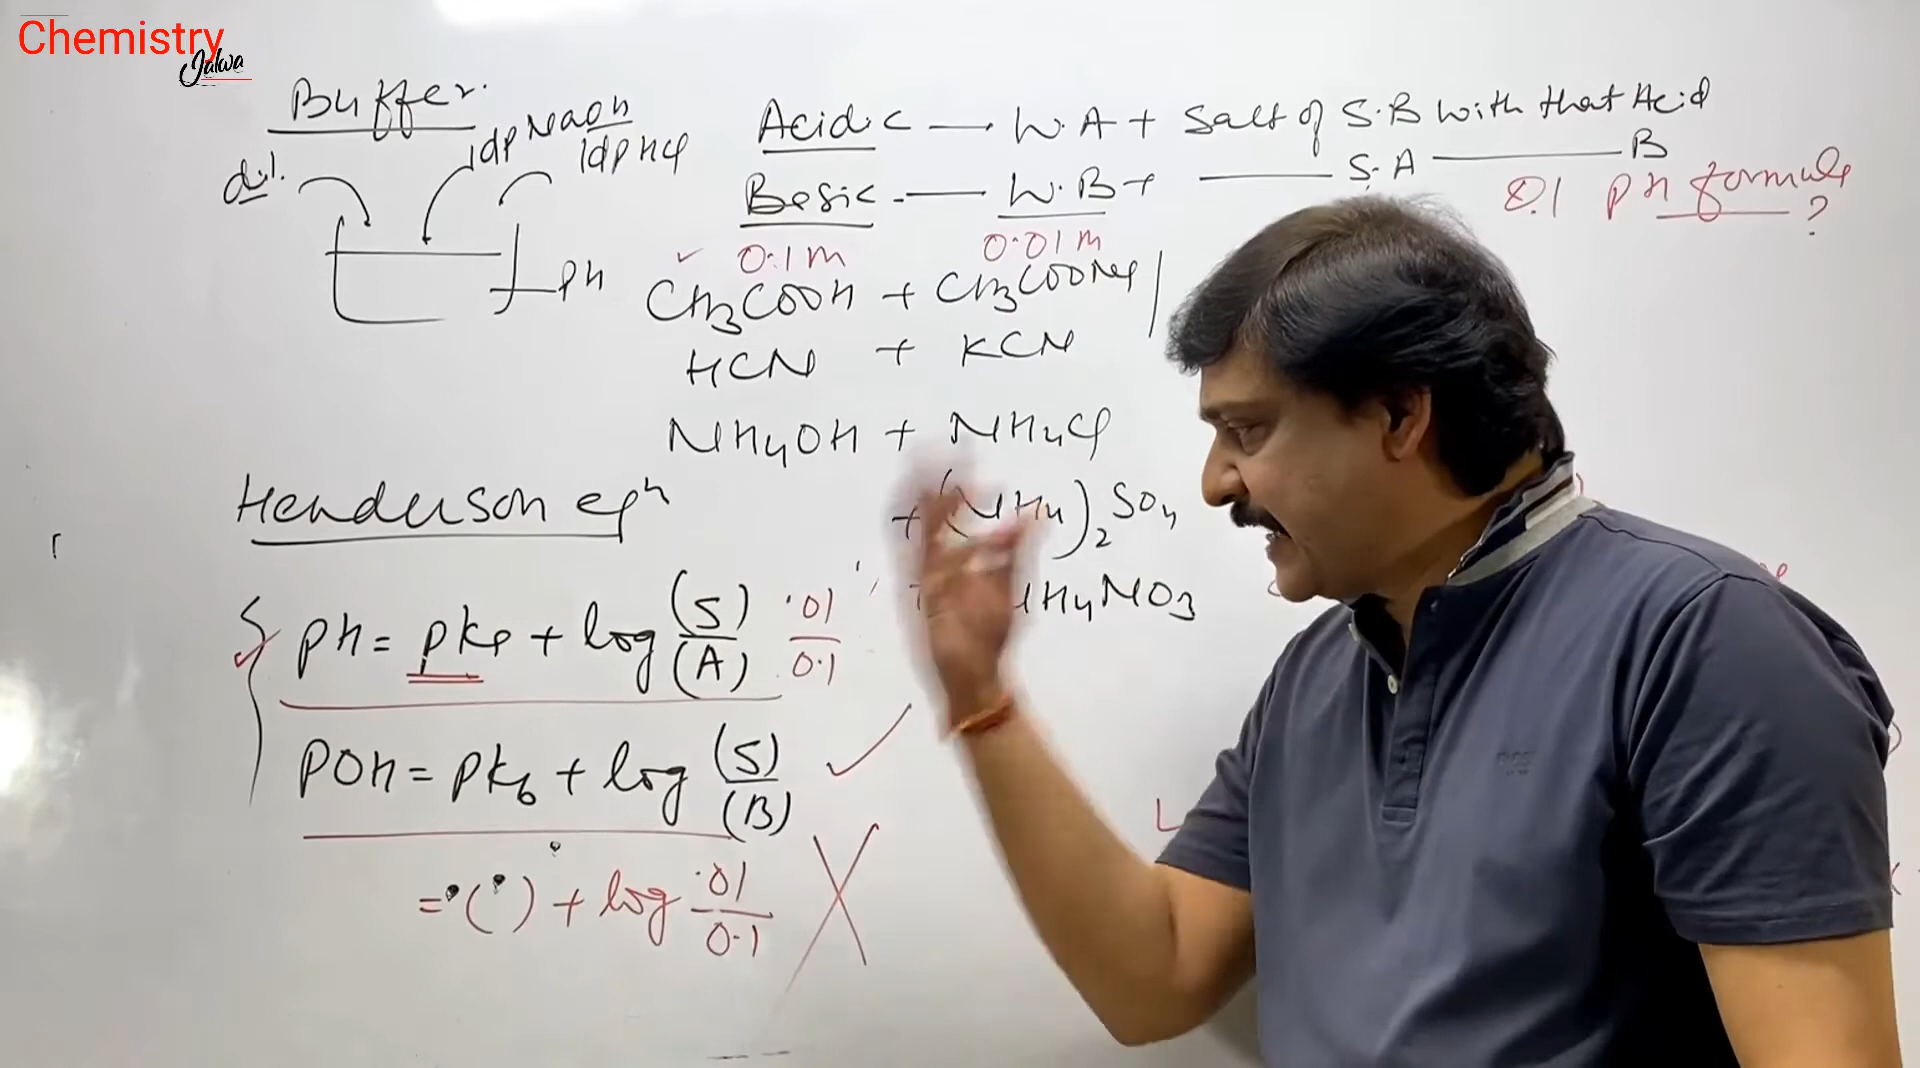 Chemistry
Jalwa
Buffer.
1dp NaOH
1dp HCl
dil.
PH
Acidic — W.A + Salt of S.B with that Acid
Basic — W.B + — S.A — B
Q.1 PH formula ?
0.1 M 0.01 M
CH3COOH + CH3COONa
HCN + KCN
NH4OH + NH4Cl
+ (NH4)2SO4
+ NH4NO3
Henderson eqn
PH = Pka + log (S)/(A) .01/0.1
POH = Pkb + log (S)/(B)
= ( ) + log .01/0.1